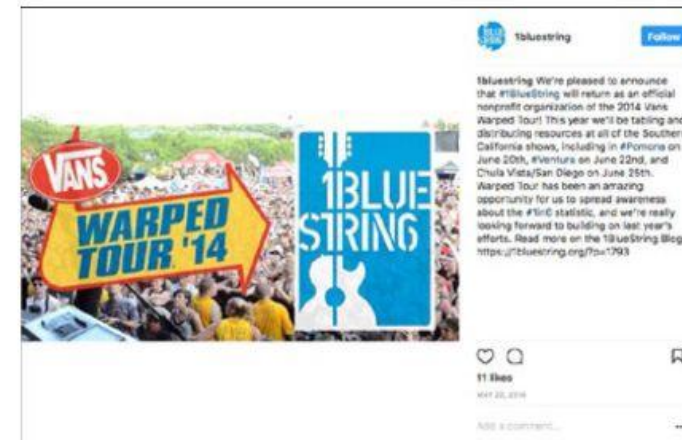 VANS
WARPED
TOUR '14
1BLUE
STRING
1bluestring
Follow
1bluestring We're pleased to announce
that #1BlueString will return as an official
nonprofit organization of the 2014 Vans
Warped Tour! This year we'll be tabling and
distributing resources at all of the Southern
California shows, including in #Pomona on
June 20th, #Ventura on June 22nd, and
Chula Vista/San Diego on June 25th.
Warped Tour has been an amazing
opportunity for us to spread awareness
about the #1in6 statistic, and we're really
looking forward to building on last year's
efforts. Read more on the 1BlueString Blog
https://1bluestring.org/?p=1793
11 likes
MAY 20, 2014
Add a comment...